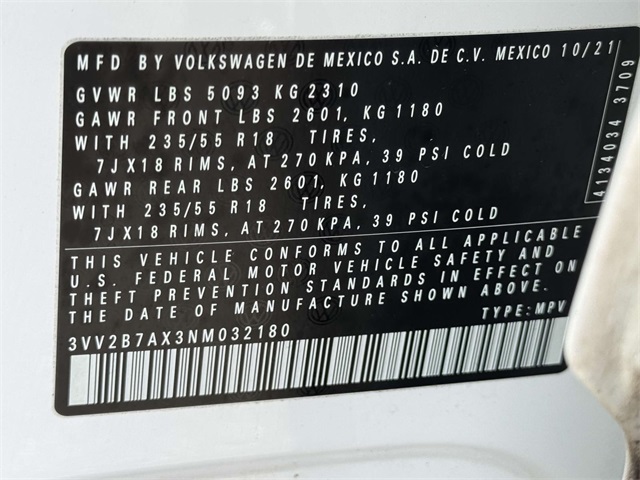 MFD BY VOLKSWAGEN DE MEXICO S.A. DE C.V. MEXICO 10/21
GVWR LBS 5093 KG 2310
GAWR FRONT LBS 2601, KG 1180
WITH 235/55 R18 TIRES,
7JX18 RIMS, AT 270 KPA, 39 PSI COLD
GAWR REAR LBS 2601, KG 1180
WITH 235/55 R18 TIRES,
7JX18 RIMS, AT 270 KPA, 39 PSI COLD
4134034 3709
THIS VEHICLE CONFORMS TO ALL APPLICABLE
U.S. FEDERAL MOTOR VEHICLE SAFETY AND
THEFT PREVENTION STANDARDS IN EFFECT ON
THE DATE OF MANUFACTURE SHOWN ABOVE.
3VV2B7AX3NM032180 TYPE: MPV